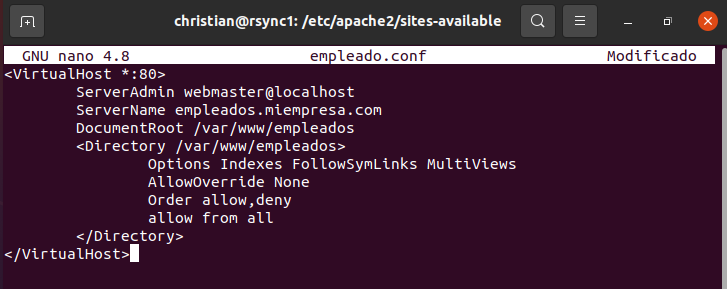 christian@rsync1: /etc/apache2/sites-available
GNU nano 4.8 empleado.conf Modificado
<VirtualHost *:80>
        ServerAdmin webmaster@localhost
        ServerName empleados.miempresa.com
        DocumentRoot /var/www/empleados
        <Directory /var/www/empleados>
                Options Indexes FollowSymLinks MultiViews
                AllowOverride None
                Order allow,deny
                allow from all
        </Directory>
</VirtualHost>